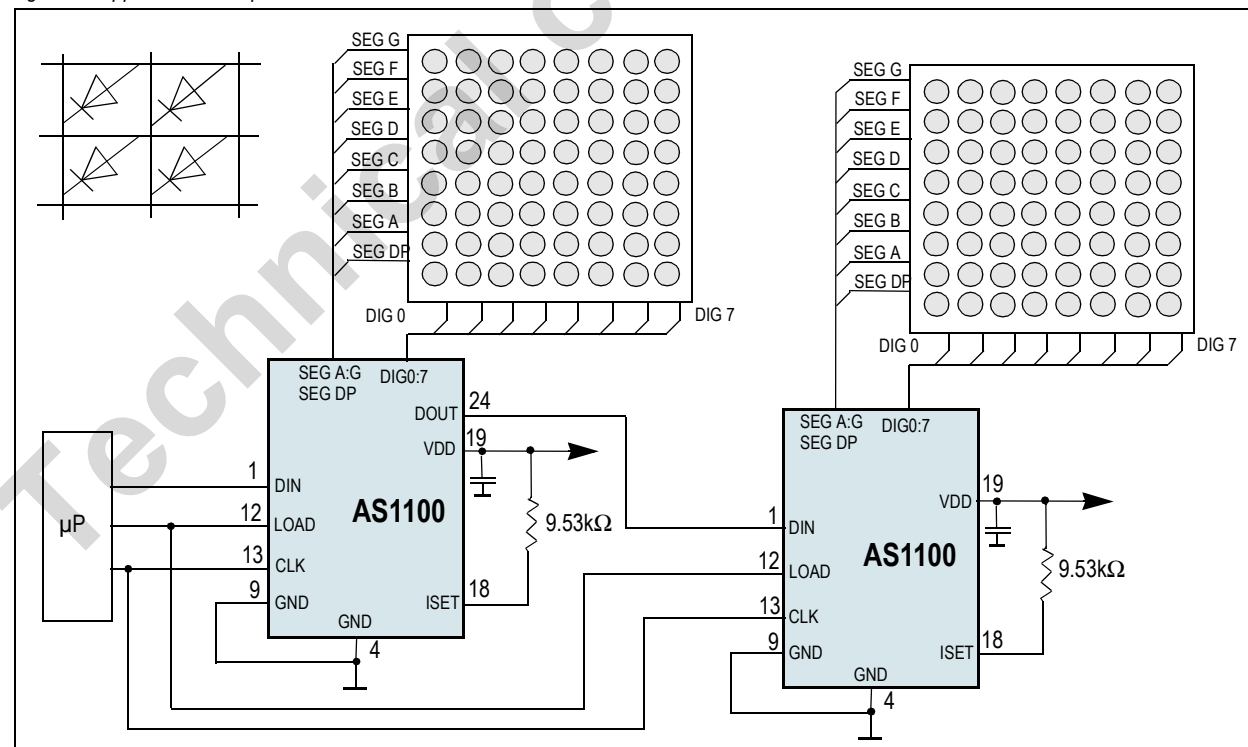 SEG G
SEG F
SEG E
SEG D
SEG C
SEG B
SEG A
SEG DP
DIG 0
DIG 7
SEG G
SEG F
SEG E
SEG D
SEG C
SEG B
SEG A
SEG DP
DIG 0
DIG 7
µP
SEG A:G
SEG DP
DIG0:7
DOUT
24
VDD
19
1
DIN
12
LOAD
13
CLK
9
GND
AS1100
9.53kΩ
ISET
18
GND
4
SEG A:G
SEG DP
DIG0:7
VDD
19
1
DIN
12
LOAD
13
CLK
9
GND
AS1100
9.53kΩ
ISET
18
GND
4
Technical